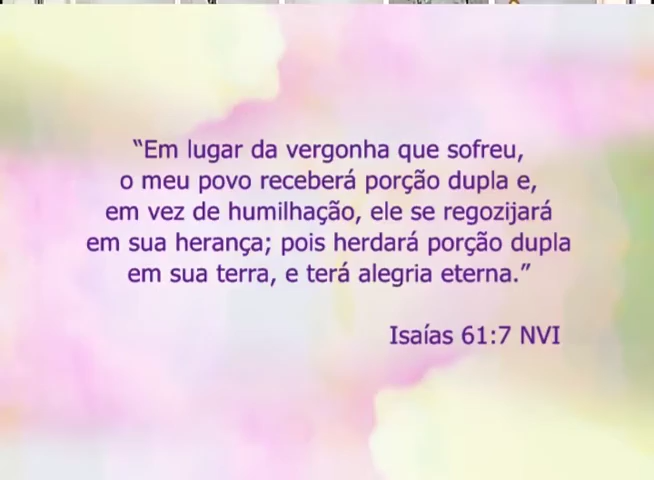 “Em lugar da vergonha que sofreu,
o meu povo receberá porção dupla e,
em vez de humilhação, ele se regozijará
em sua herança; pois herdará porção dupla
em sua terra, e terá alegria eterna.”
Isaías 61:7 NVI